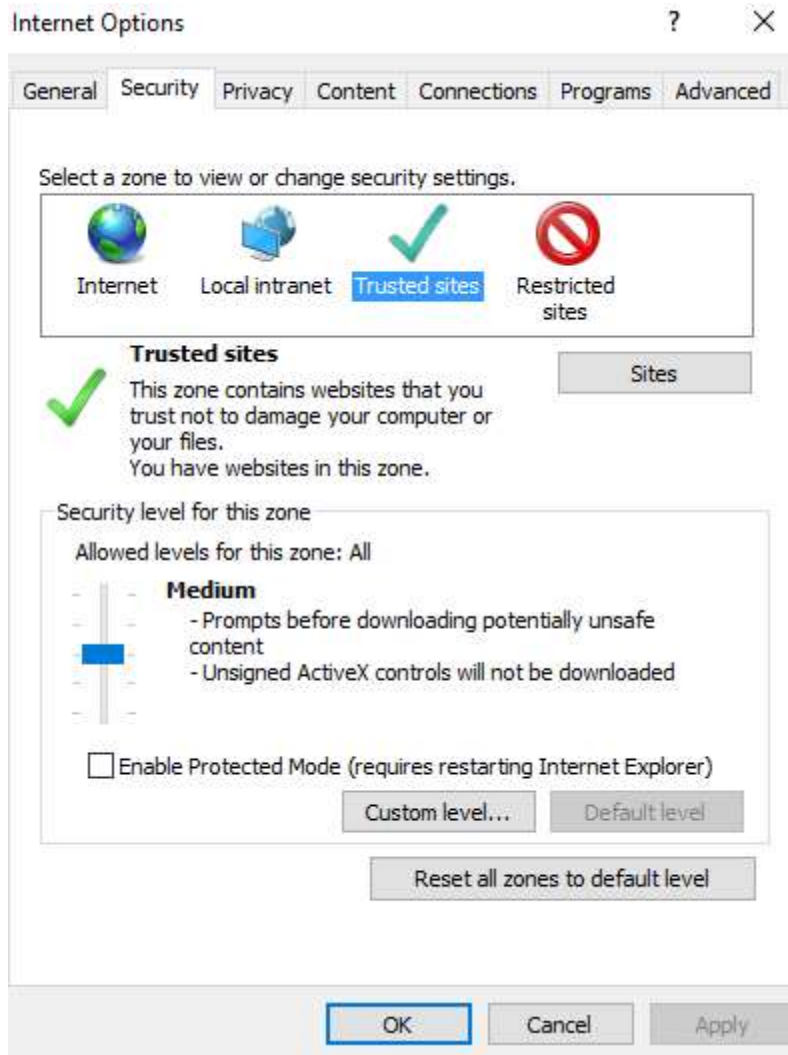 Internet Options
?
General Security Privacy Content Connections Programs Advanced
Select a zone to view or change security settings.
Internet
Local intranet
Trusted sites
Restricted
sites
Trusted sites
Sites
This zone contains websites that you
trust not to damage your computer or
your files.
You have websites in this zone.
Security level for this zone
Allowed levels for this zone: All
Medium
- Prompts before downloading potentially unsafe
content
- Unsigned ActiveX controls will not be downloaded
Enable Protected Mode (requires restarting Internet Explorer)
Custom level...
Default level
Reset all zones to default level
OK
Cancel
Apply